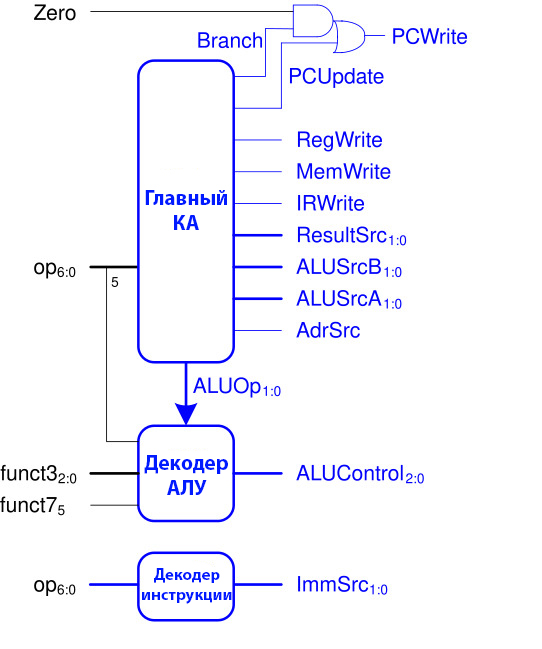 Zero
Branch
PCWrite
PCUpdate
RegWrite
MemWrite
Главный
КА
IRWrite
ResultSrc1:0
op6:0
5
ALUSrcB1:0
ALUSrcA1:0
AdrSrc
ALUOp1:0
Декодер
АЛУ
funct32:0
ALUControl2:0
funct75
Декодер
инструкции
op6:0
ImmSrc1:0